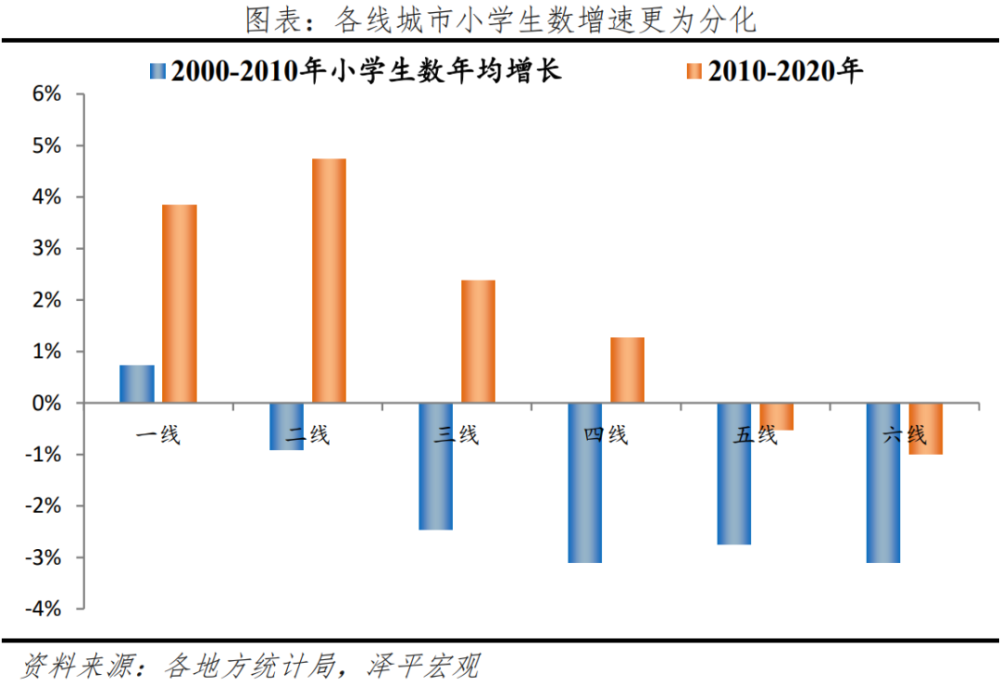 图表：各线城市小学生数增速更为分化
2000-2010年小学生数年均增长 2010-2020年
6%
5%
4%
3%
2%
1%
0%
-1%
-2%
-3%
-4%
一线 二线 三线 四线 五线 六线
资料来源：各地方统计局，泽平宏观